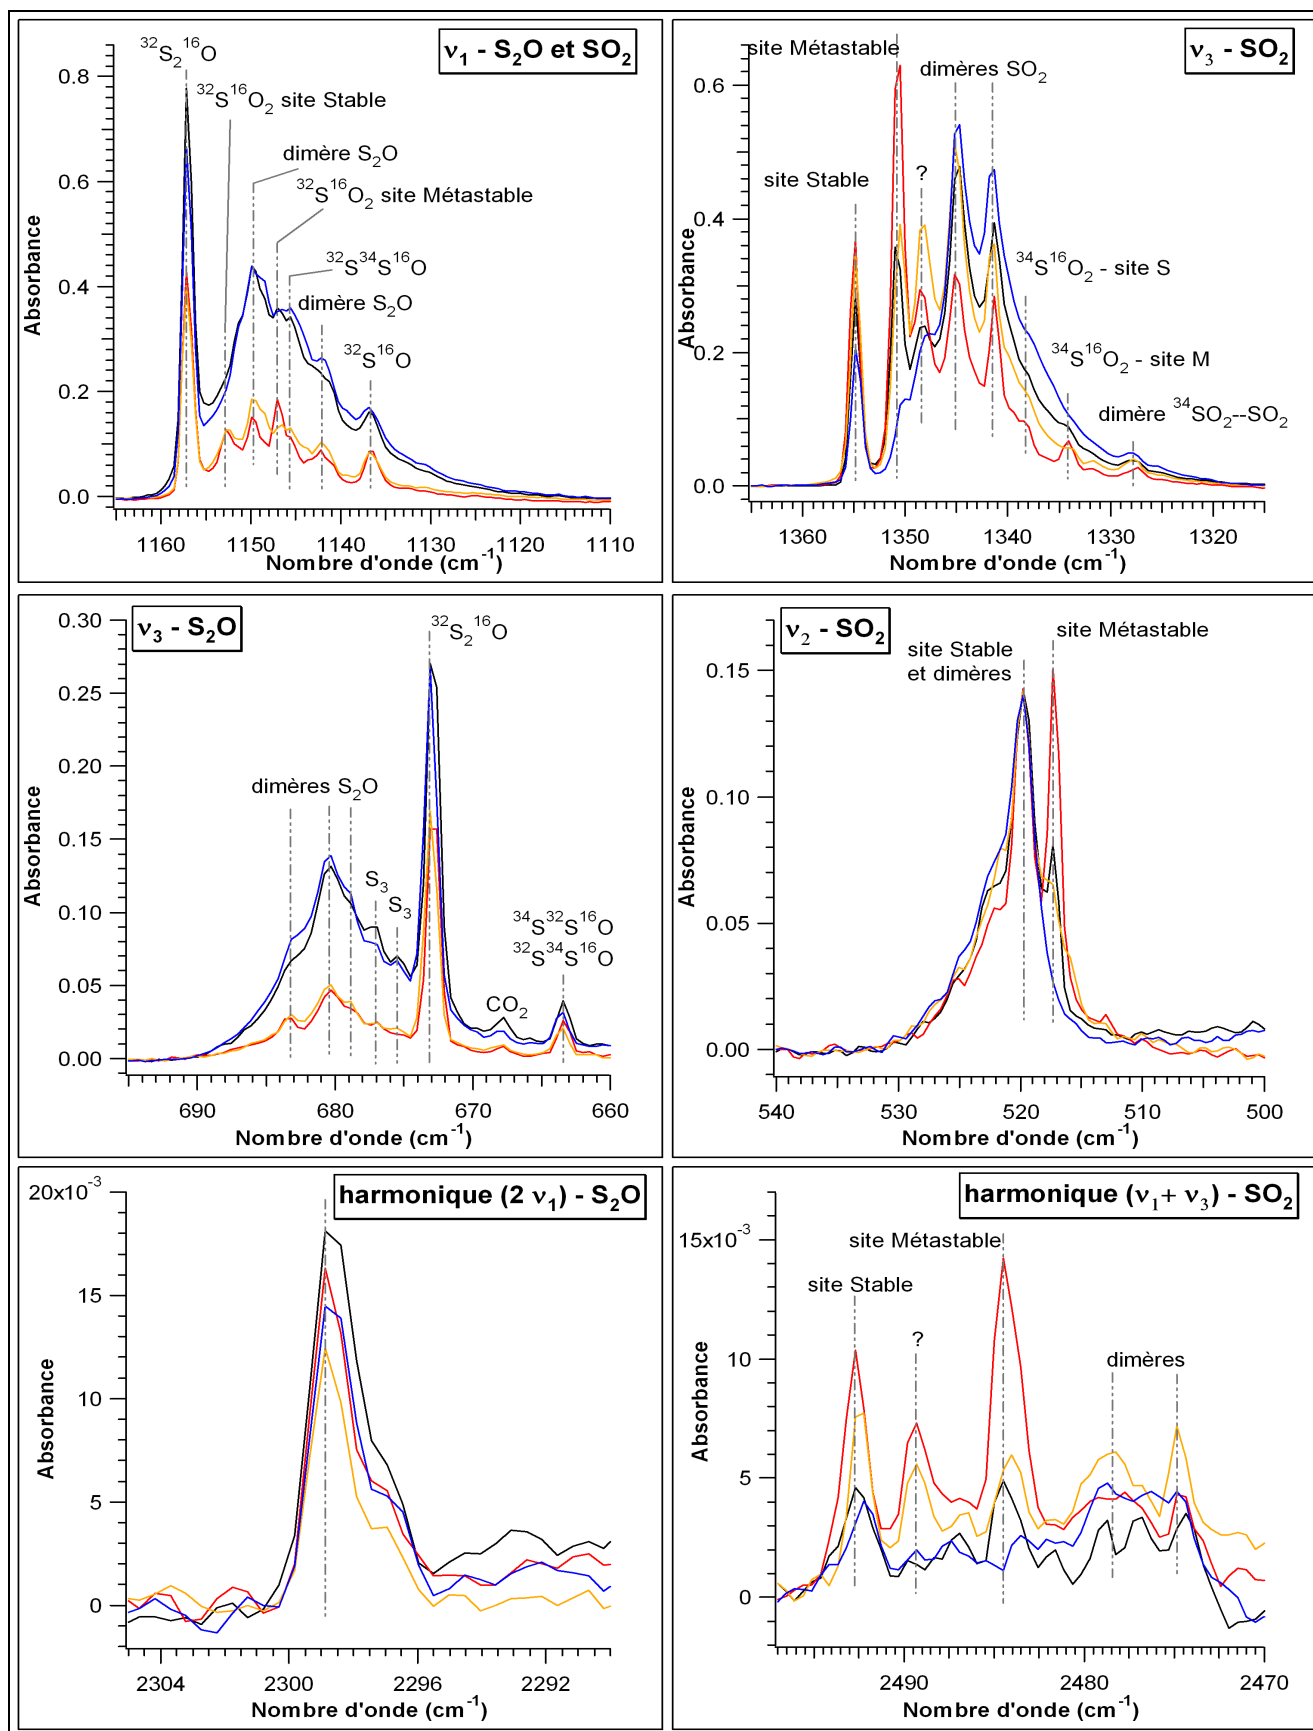 ν₁ - S₂O et SO₂
³²S₂¹⁶O
³²S¹⁶O₂ site Stable
dimère S₂O
³²S¹⁶O₂ site Métastable
³²S³⁴S¹⁶O
dimère S₂O
³²S¹⁶O
Absorbance
0.8
0.6
0.4
0.2
0.0
1160
1150
1140
1130
1120
1110
Nombre d'onde (cm⁻¹)
ν₃ - SO₂
site Métastable
dimères SO₂
site Stable
?
³⁴S¹⁶O₂ - site S
³⁴S¹⁶O₂ - site M
dimère ³⁴SO₂--SO₂
Absorbance
0.6
0.4
0.2
0.0
1360
1350
1340
1330
1320
Nombre d'onde (cm⁻¹)
ν₃ - S₂O
³²S₂¹⁶O
dimères S₂O
S₃
S₃
³⁴S³²S¹⁶O
³²S³⁴S¹⁶O
CO₂
Absorbance
0.30
0.25
0.20
0.15
0.10
0.05
0.00
690
680
670
660
Nombre d'onde (cm⁻¹)
ν₂ - SO₂
site Métastable
site Stable
et dimères
Absorbance
0.15
0.10
0.05
0.00
540
530
520
510
500
Nombre d'onde (cm⁻¹)
harmonique (2 ν₁) - S₂O
Absorbance
20x10⁻³
15
10
5
0
2304
2300
2296
2292
Nombre d'onde (cm⁻¹)
harmonique (ν₁+ ν₃) - SO₂
site Métastable
site Stable
?
dimères
Absorbance
15x10⁻³
10
5
0
2490
2480
2470
Nombre d'onde (cm⁻¹)